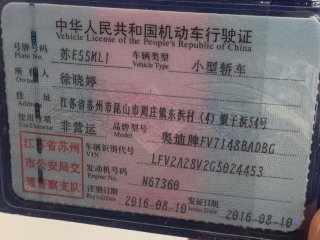 中华人民共和国机动车行驶证
Vehicle License of the People's Republic of China
号牌号码 Plate No. 苏E55ML1 车辆类型 Vehicle Type 小型轿车
所有人 徐晓婷
住址 江苏省苏州市昆山市周庄镇东浜村(4)银子浜54号
使用性质 Use Character 非营运 品牌型号 Model 奥迪牌FV7148BADBG
江苏省苏州市公安局交通警察支队
车辆识别代号 VIN LFV2A28V2G5024453
发动机号码 Engine No. W67360
注册日期 Register Date 2016-08-10 发证日期 Issue Date 2016-08-10